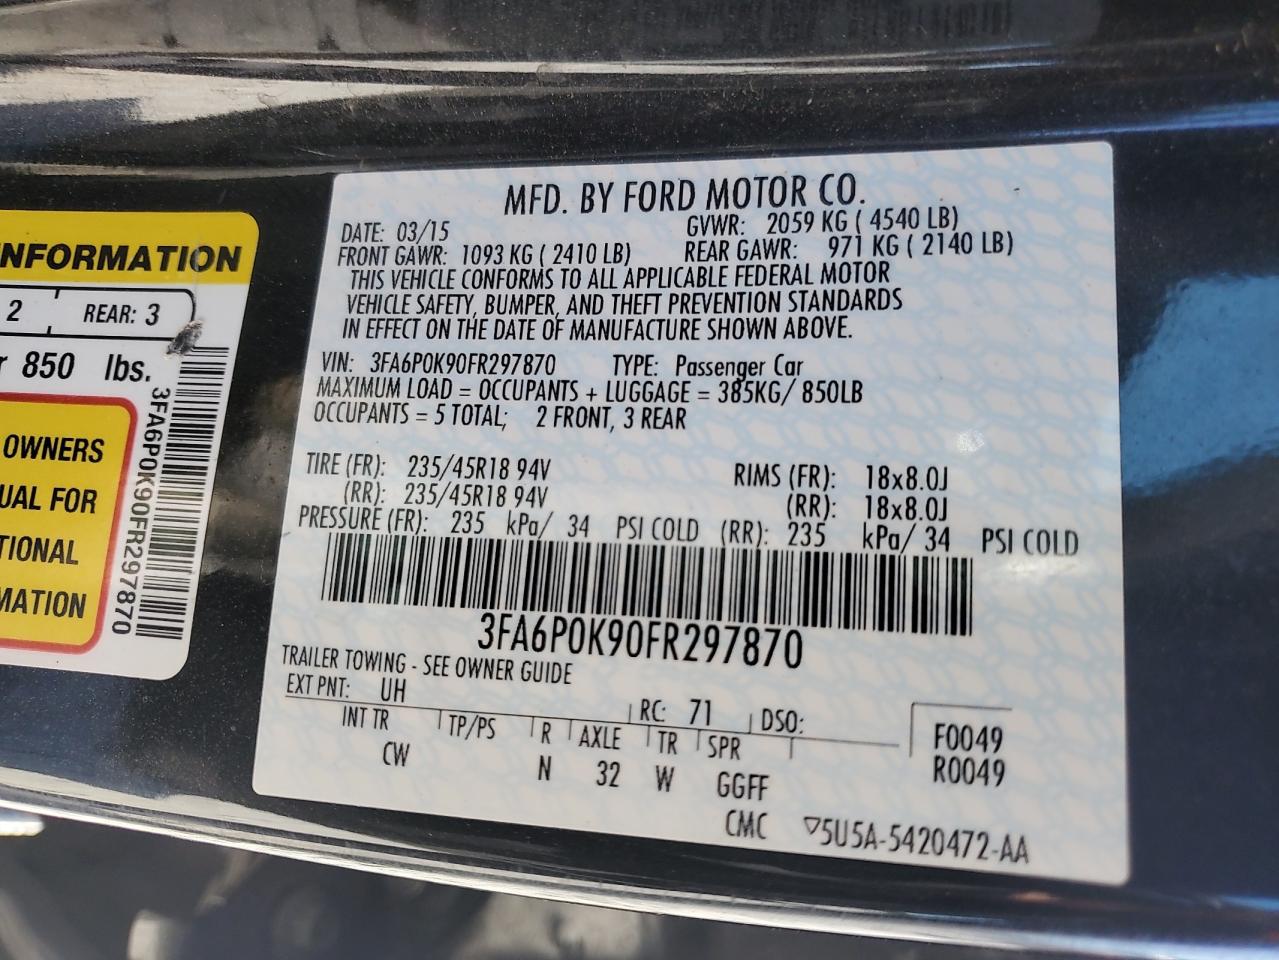 MFD. BY FORD MOTOR CO.
DATE: 03/15 GVWR: 2059 KG ( 4540 LB)
FRONT GAWR: 1093 KG ( 2410 LB) REAR GAWR: 971 KG ( 2140 LB)
THIS VEHICLE CONFORMS TO ALL APPLICABLE FEDERAL MOTOR
VEHICLE SAFETY, BUMPER, AND THEFT PREVENTION STANDARDS
IN EFFECT ON THE DATE OF MANUFACTURE SHOWN ABOVE.
VIN: 3FA6P0K90FR297870 TYPE: Passenger Car
MAXIMUM LOAD = OCCUPANTS + LUGGAGE = 385KG/ 850LB
OCCUPANTS = 5 TOTAL; 2 FRONT, 3 REAR
TIRE (FR): 235/45R18 94V RIMS (FR): 18x8.0J
(RR): 235/45R18 94V (RR): 18x8.0J
PRESSURE (FR): 235 kPa/ 34 PSI COLD (RR): 235 kPa/ 34 PSI COLD
3FA6P0K90FR297870
TRAILER TOWING - SEE OWNER GUIDE
EXT PNT: UH RC: 71 DSO: F0049
INT TR TP/PS R AXLE TR SPR R0049
CW N 32 W GGFF
CMC ▽5U5A-5420472-AA
NFORMATION
2 REAR: 3
r 850 lbs.
OWNERS
UAL FOR
TIONAL
MATION
3FA6P0K90FR297870